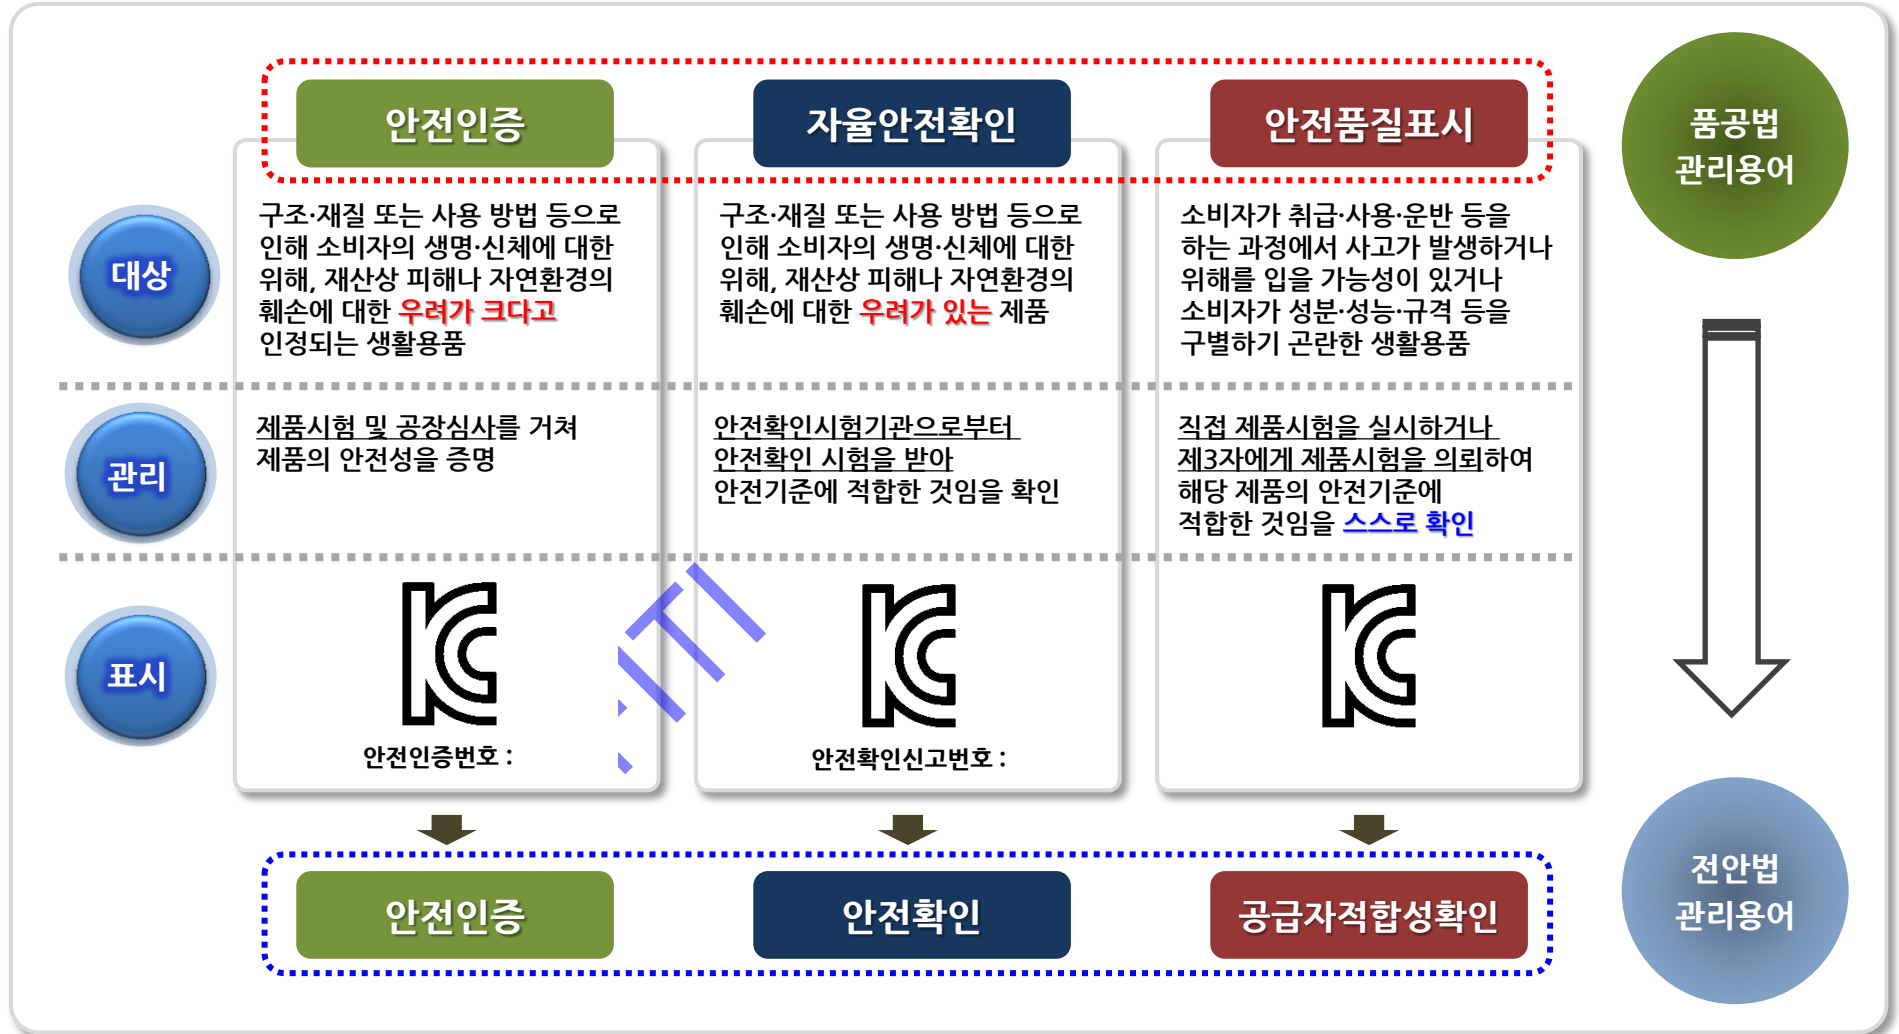 안전인증
자율안전확인
안전품질표시
품공법
관리용어
대상
구조·재질 또는 사용 방법 등으로
인해 소비자의 생명·신체에 대한
위해, 재산상 피해나 자연환경의
훼손에 대한 우려가 크다고
인정되는 생활용품
구조·재질 또는 사용 방법 등으로
인해 소비자의 생명·신체에 대한
위해, 재산상 피해나 자연환경의
훼손에 대한 우려가 있는 제품
소비자가 취급·사용·운반 등을
하는 과정에서 사고가 발생하거나
위해를 입을 가능성이 있거나
소비자가 성분·성능·규격 등을
구별하기 곤란한 생활용품
관리
제품시험 및 공장심사를 거쳐
제품의 안전성을 증명
안전확인시험기관으로부터
안전확인 시험을 받아
안전기준에 적합한 것임을 확인
직접 제품시험을 실시하거나
제3자에게 제품시험을 의뢰하여
해당 제품의 안전기준에
적합한 것임을 스스로 확인
표시
KC
안전인증번호 :
KC
안전확인신고번호 :
KC
안전인증
안전확인
공급자적합성확인
전안법
관리용어